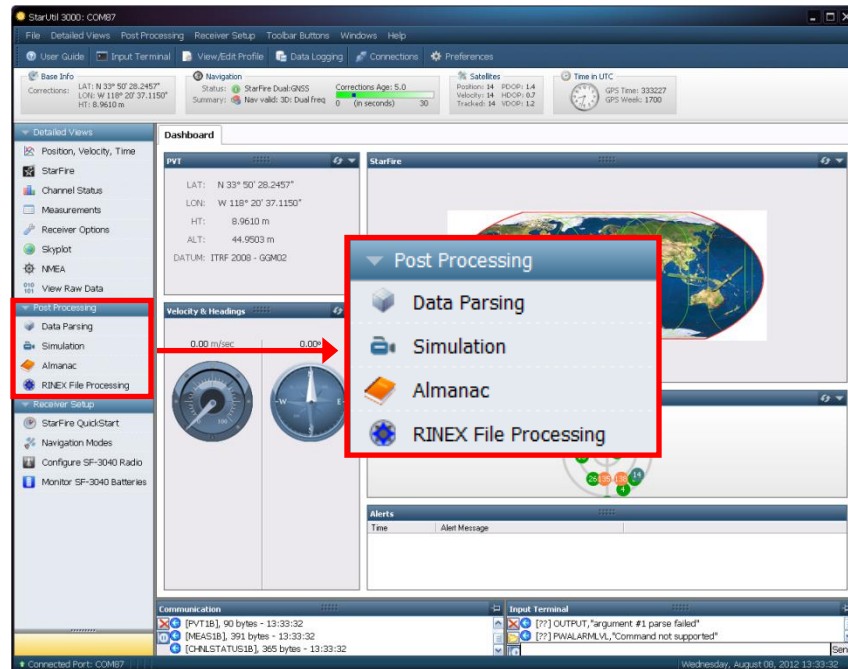 StarUtil 3000: COM87
File Detailed Views Post Processing Receiver Setup Toolbar Buttons Windows Help
User Guide Input Terminal View/Edit Profile Data Logging Connections Preferences
Base Info
Corrections: LAT: N 33° 50' 28.2457"
LON: W 118° 20' 37.1150"
HT: 8.9610 m
Navigation
Status: StarFire Dual:GNSS
Summary: Nav valid: 3D: Dual freq
Corrections Age: 5.0
0 (in seconds) 30
Satellites
Position: 14 PDOP: 1.4
Velocity: 14 HDOP: 0.7
Tracked: 14 VDOP: 1.2
Time in UTC
GPS Time: 333227
GPS Week: 1700
Detailed Views
Position, Velocity, Time
StarFire
Channel Status
Measurements
Receiver Options
Skyplot
NMEA
View Raw Data
Post Processing
Data Parsing
Simulation
Almanac
RINEX File Processing
Receiver Setup
StarFire QuickStart
Navigation Modes
Configure SF-3040 Radio
Monitor SF-3040 Batteries
Dashboard
PVT
LAT: N 33° 50' 28.2457"
LON: W 118° 20' 37.1150"
HT: 8.9610 m
ALT: 44.9503 m
DATUM: ITRF 2008 - GGM02
StarFire
Velocity & Headings
0.00 m/sec 0.00°
W E
Post Processing
Data Parsing
Simulation
Almanac
RINEX File Processing
26 135 138 14
4
Alerts
Time Alert Message
Communication
[PVT1B], 90 bytes - 13:33:32
[MEAS1B], 391 bytes - 13:33:32
[CHNLSTATUS1B], 365 bytes - 13:33:32
Input Terminal
[??] OUTPUT,"argument #1 parse failed"
[??] PWALARMLVL,"Command not supported"
Sen
Connected Port: COM87
Wednesday, August 08, 2012 13:33:32